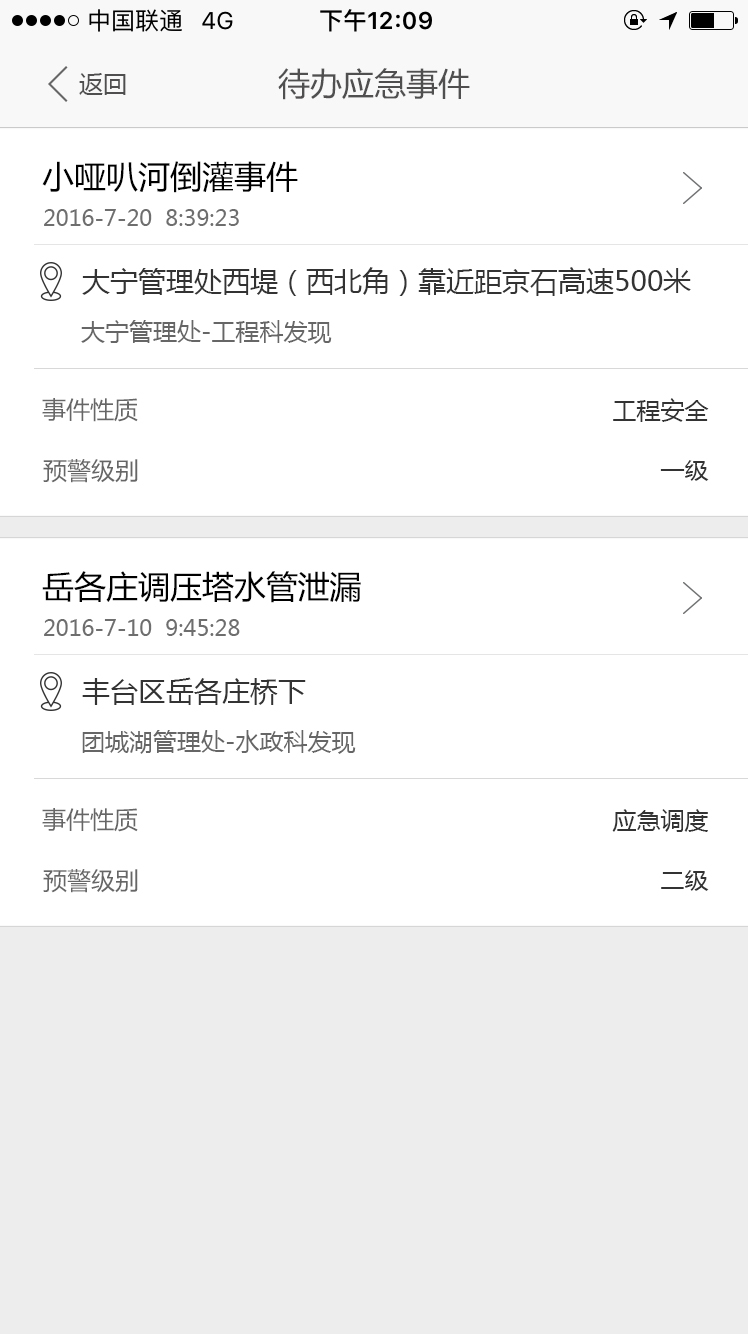 中国联通 4G 下午12:09
返回 待办应急事件
小哑叭河倒灌事件
2016-7-20 8:39:23
大宁管理处西堤（西北角）靠近距京石高速500米
大宁管理处-工程科发现
事件性质 工程安全
预警级别 一级
岳各庄调压塔水管泄漏
2016-7-10 9:45:28
丰台区岳各庄桥下
团城湖管理处-水政科发现
事件性质 应急调度
预警级别 二级